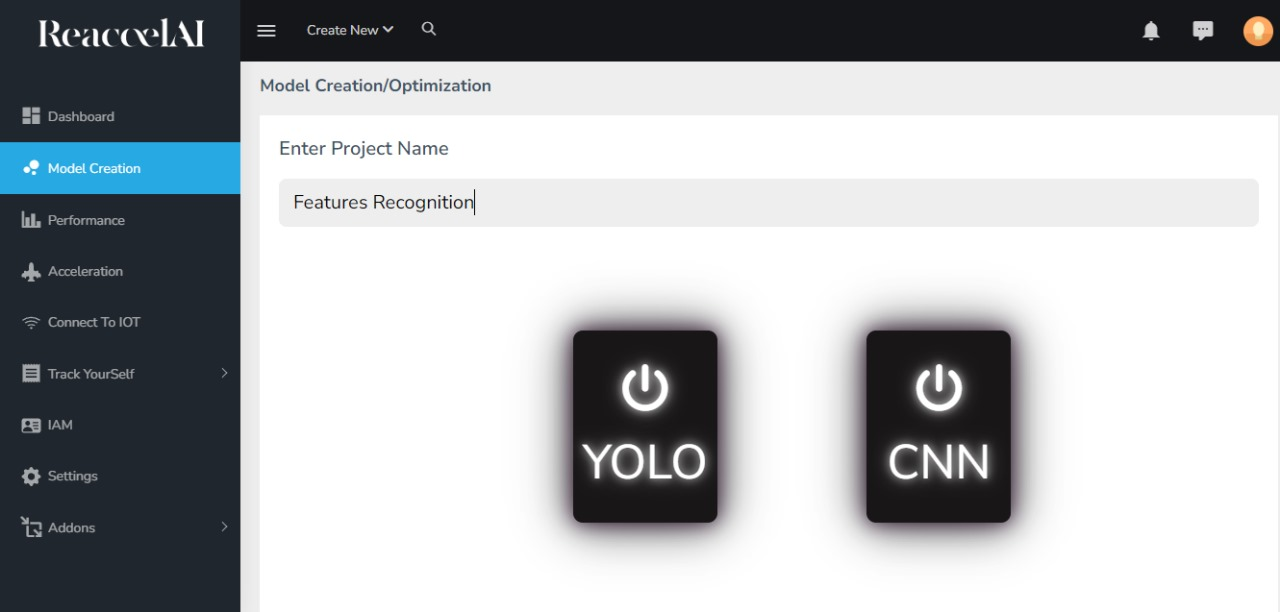 ReaccelAI
Create New
Model Creation/Optimization
Dashboard
Model Creation
Performance
Acceleration
Connect To IOT
Track YourSelf
IAM
Settings
Addons
Enter Project Name
Features Recognition
YOLO
CNN